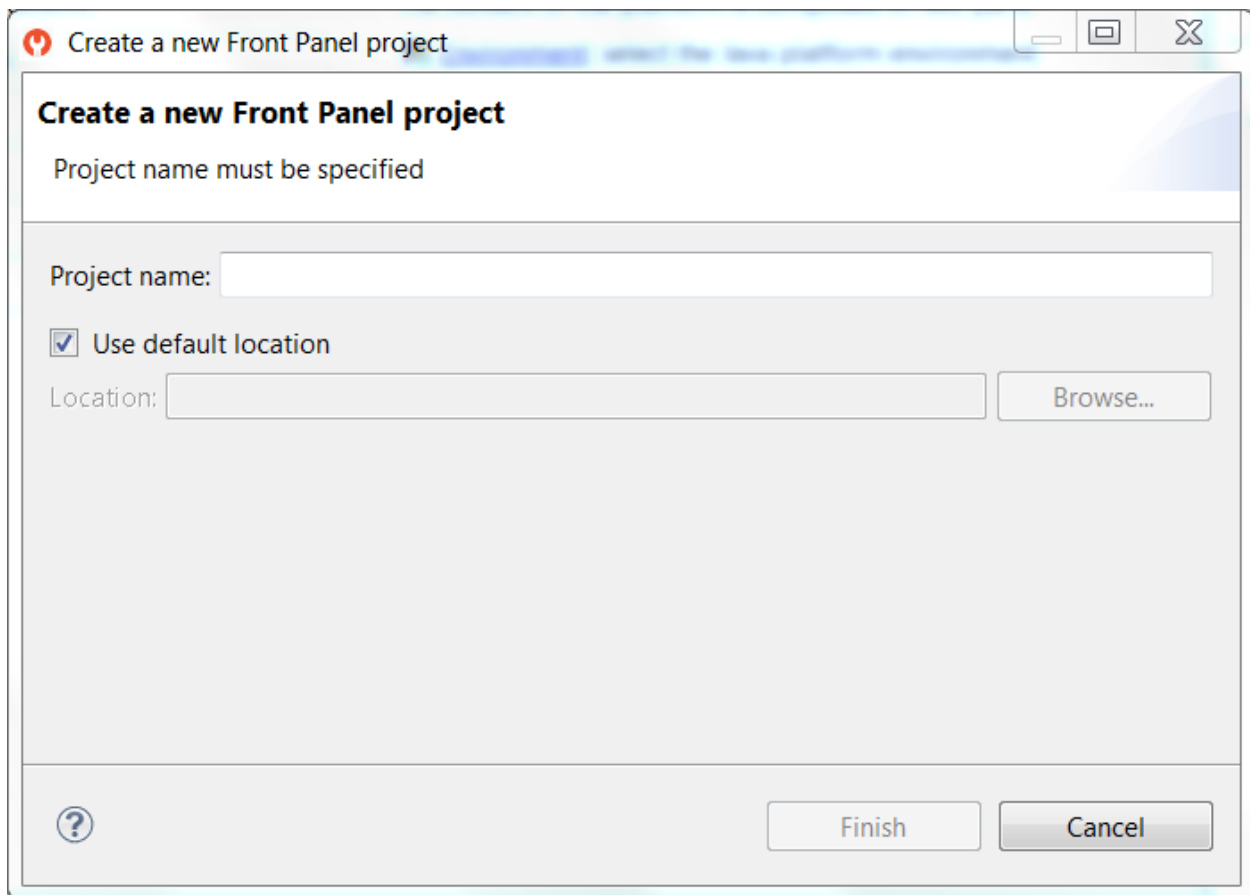 Create a new Front Panel project
Create a new Front Panel project
Project name must be specified
Project name:
Use default location
Location:
Browse...
?
Finish
Cancel